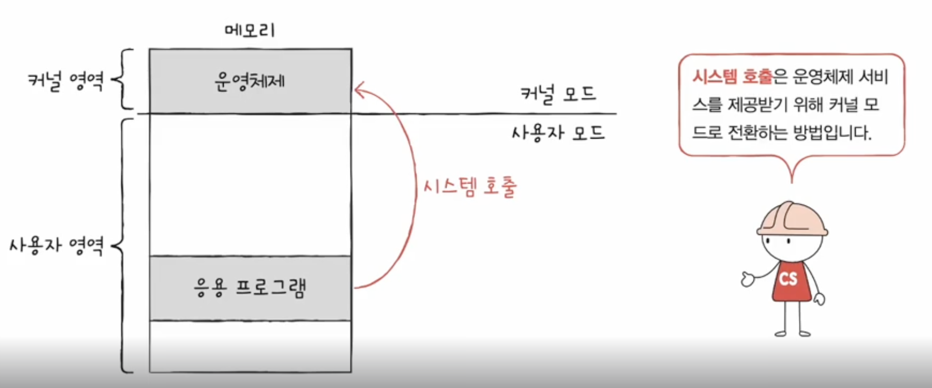 메모리
커널 영역
운영체제
커널 모드
사용자 모드
시스템 호출
사용자 영역
응용 프로그램
시스템 호출은 운영체제 서비
스를 제공받기 위해 커널 모
드로 전환하는 방법입니다.
CS